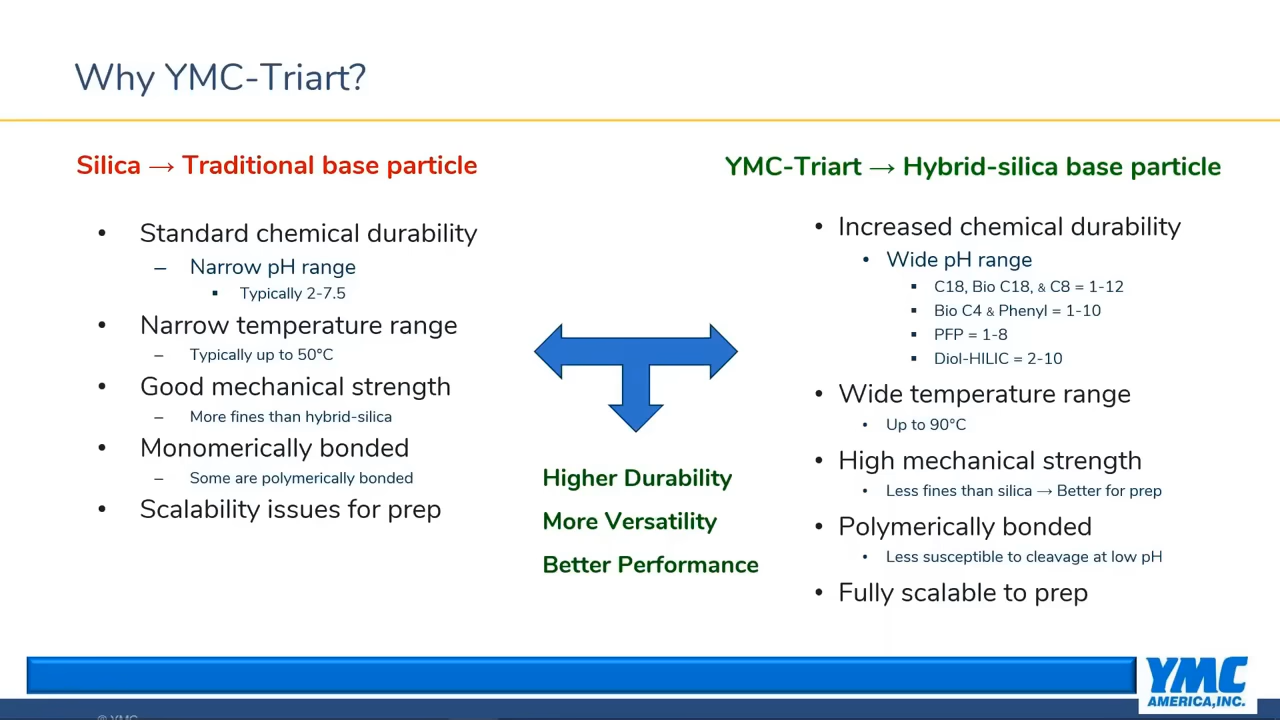 Why YMC-Triart?
Silica → Traditional base particle
• Standard chemical durability
– Narrow pH range
▪ Typically 2-7.5
• Narrow temperature range
– Typically up to 50°C
• Good mechanical strength
– More fines than hybrid-silica
• Monomerically bonded
– Some are polymerically bonded
• Scalability issues for prep
Higher Durability
More Versatility
Better Performance
YMC-Triart → Hybrid-silica base particle
• Increased chemical durability
• Wide pH range
▪ C18, Bio C18, & C8 = 1-12
▪ Bio C4 & Phenyl = 1-10
▪ PFP = 1-8
▪ Diol-HILIC = 2-10
• Wide temperature range
• Up to 90°C
• High mechanical strength
• Less fines than silica → Better for prep
• Polymerically bonded
• Less susceptible to cleavage at low pH
• Fully scalable to prep
YMC
AMERICA,INC.
© YMC